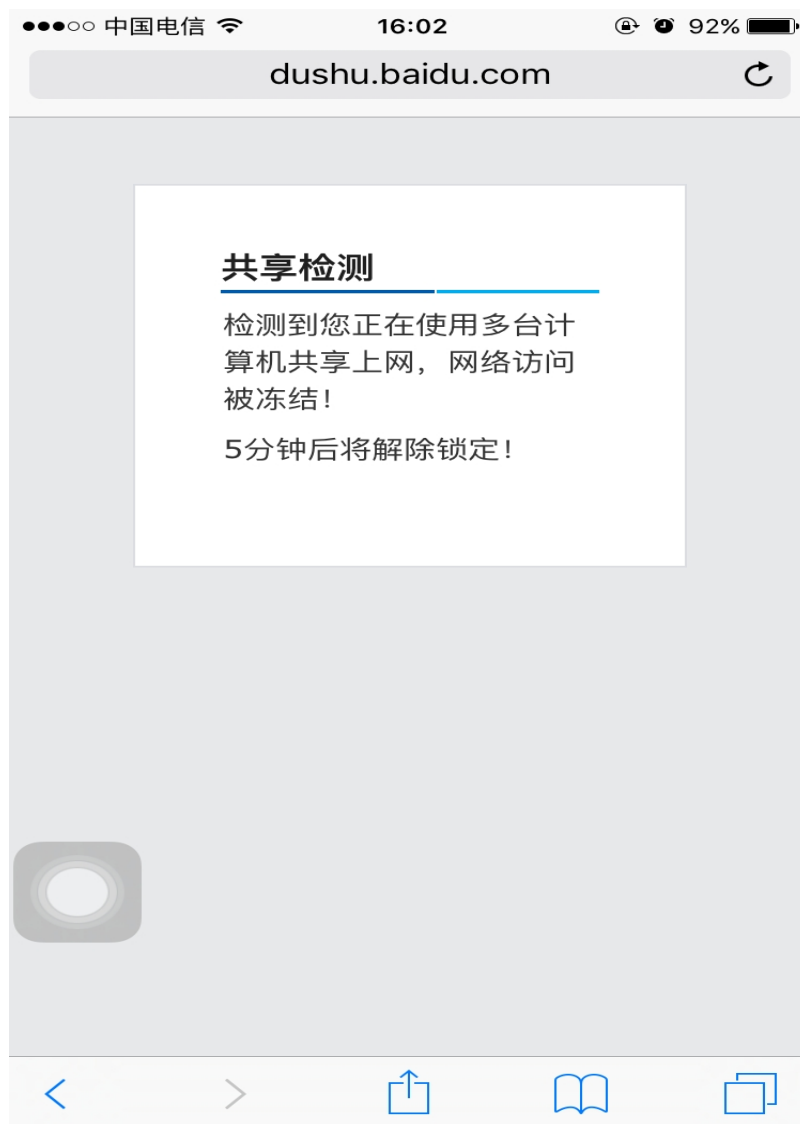 中国电信 16:02 92%
dushu.baidu.com
共享检测
检测到您正在使用多台计
算机共享上网，网络访问
被冻结！
5分钟后将解除锁定！